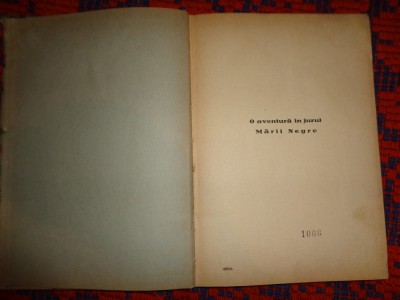 O aventură în jurul
Mării Negre
1006